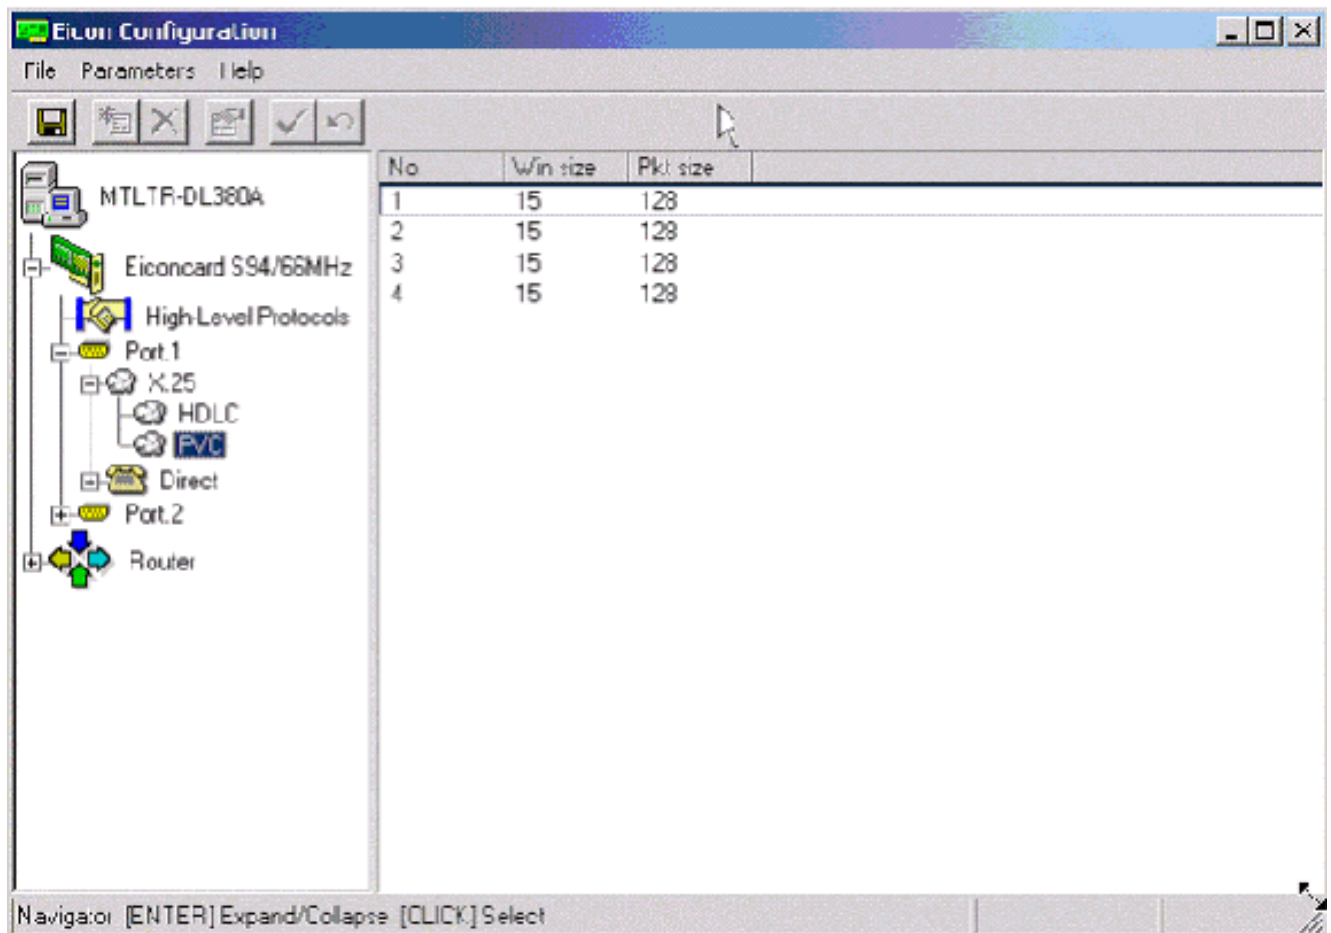 Eicon Configuration
File Parameters Help
MTLTR-DL380A
Eiconcard S94/66MHz
High-Level Protocols
Port.1
X.25
HDLC
PVC
Direct
Port.2
Router
No Win size Pkt size
1 15 128
2 15 128
3 15 128
4 15 128
Navigator [ENTER] Expand/Collapse [CLICK] Select